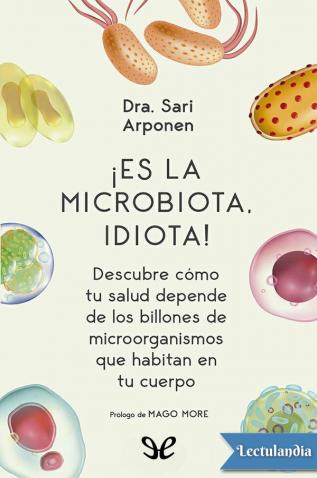 Dra. Sari
Arponen
¡ES LA
MICROBIOTA,
IDIOTA!
Descubre cómo
tu salud depende
de los billones de
microorganismos
que habitan en
tu cuerpo
Prologo de MAGO MORE
Lectulandia